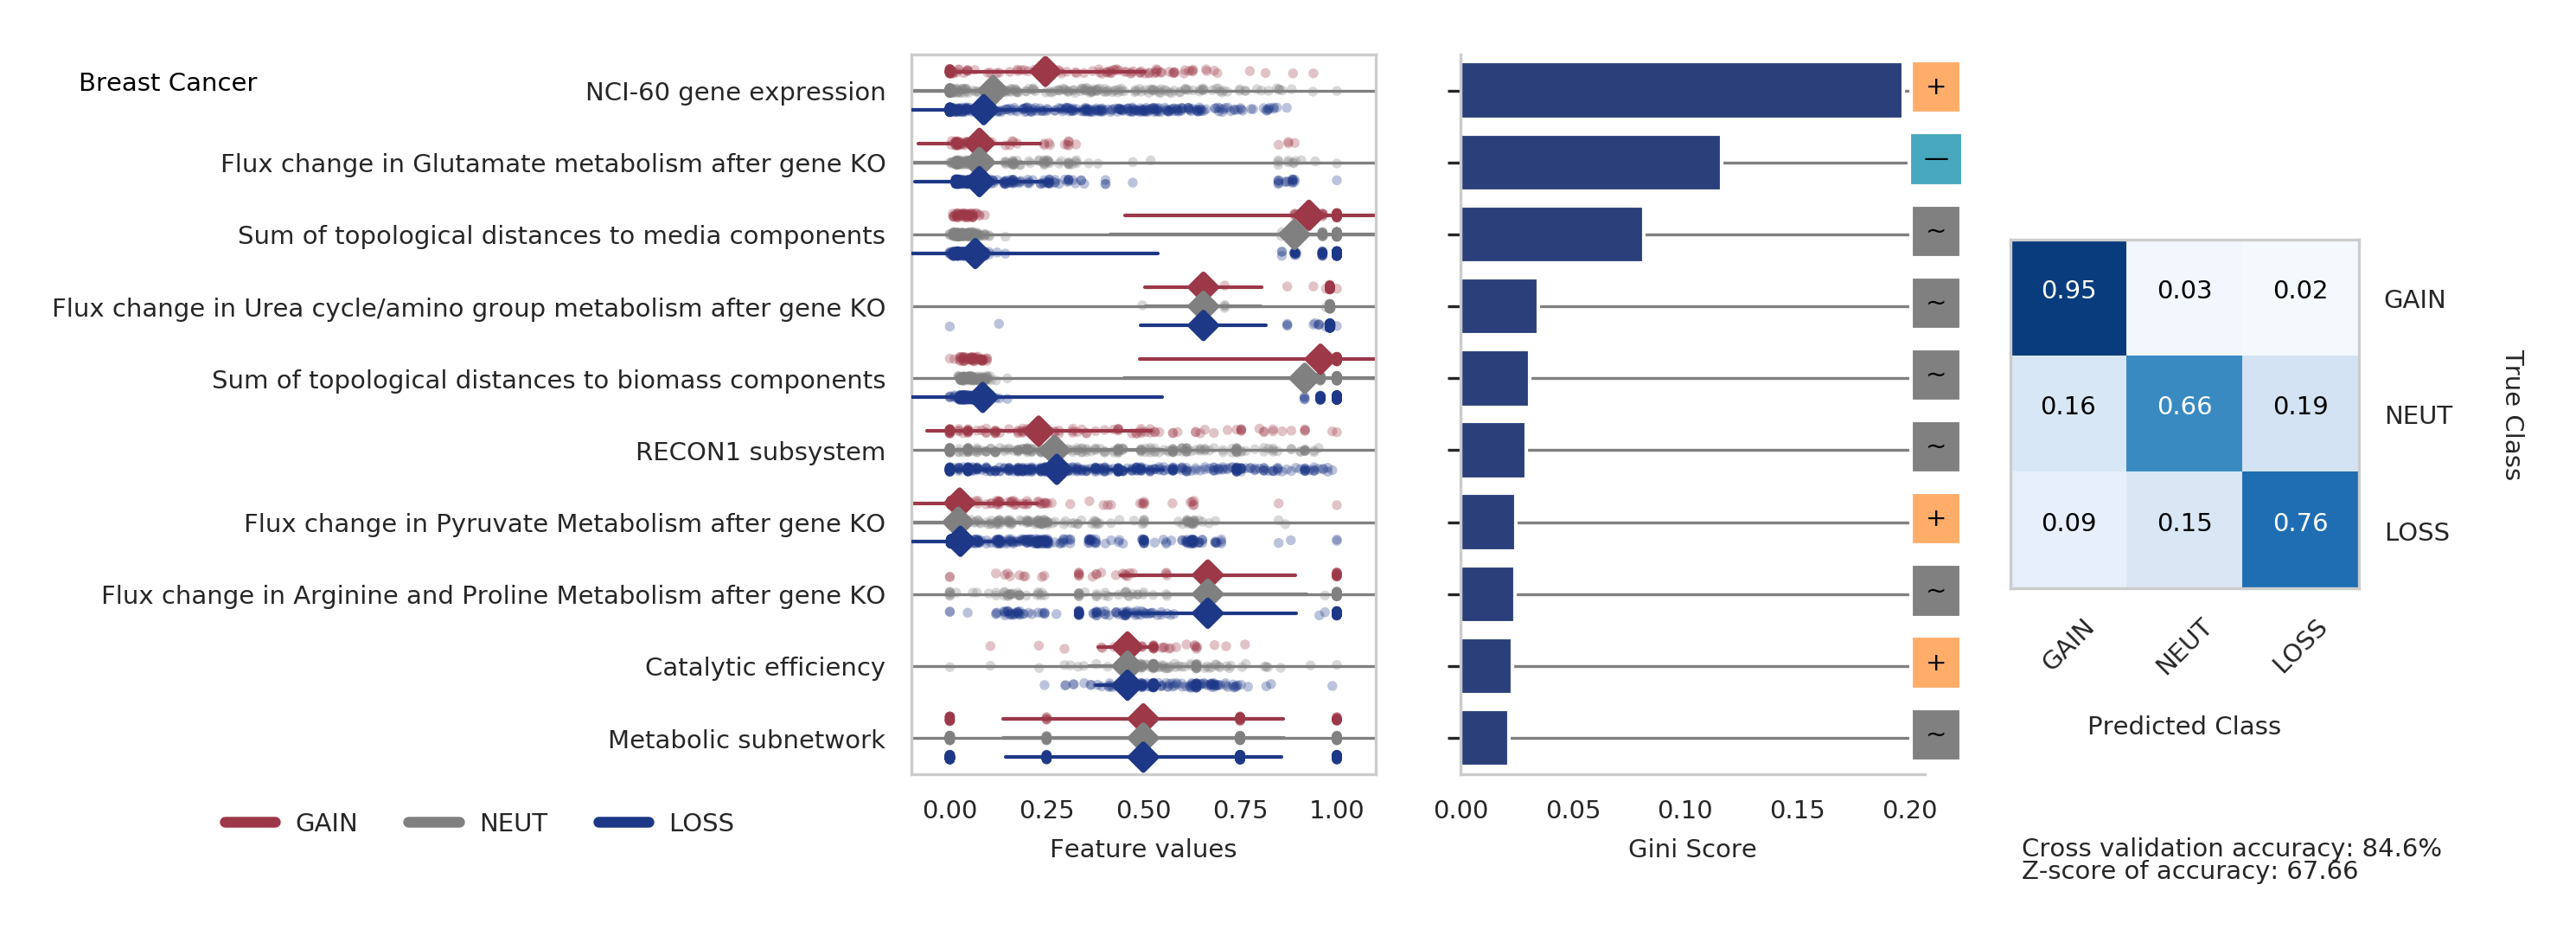 Breast Cancer
NCI-60 gene expression
Flux change in Glutamate metabolism after gene KO
Sum of topological distances to media components
Flux change in Urea cycle/amino group metabolism after gene KO
Sum of topological distances to biomass components
RECON1 subsystem
Flux change in Pyruvate Metabolism after gene KO
Flux change in Arginine and Proline Metabolism after gene KO
Catalytic efficiency
Metabolic subnetwork
GAIN NEUT LOSS
0.00 0.25 0.50 0.75 1.00
Feature values
+
—
~
~
~
~
+
~
+
~
0.00 0.05 0.10 0.15 0.20
Gini Score
0.95 0.03 0.02 GAIN
0.16 0.66 0.19 NEUT
0.09 0.15 0.76 LOSS
True Class
GAIN NEUT LOSS
Predicted Class
Cross validation accuracy: 84.6%
Z-score of accuracy: 67.66